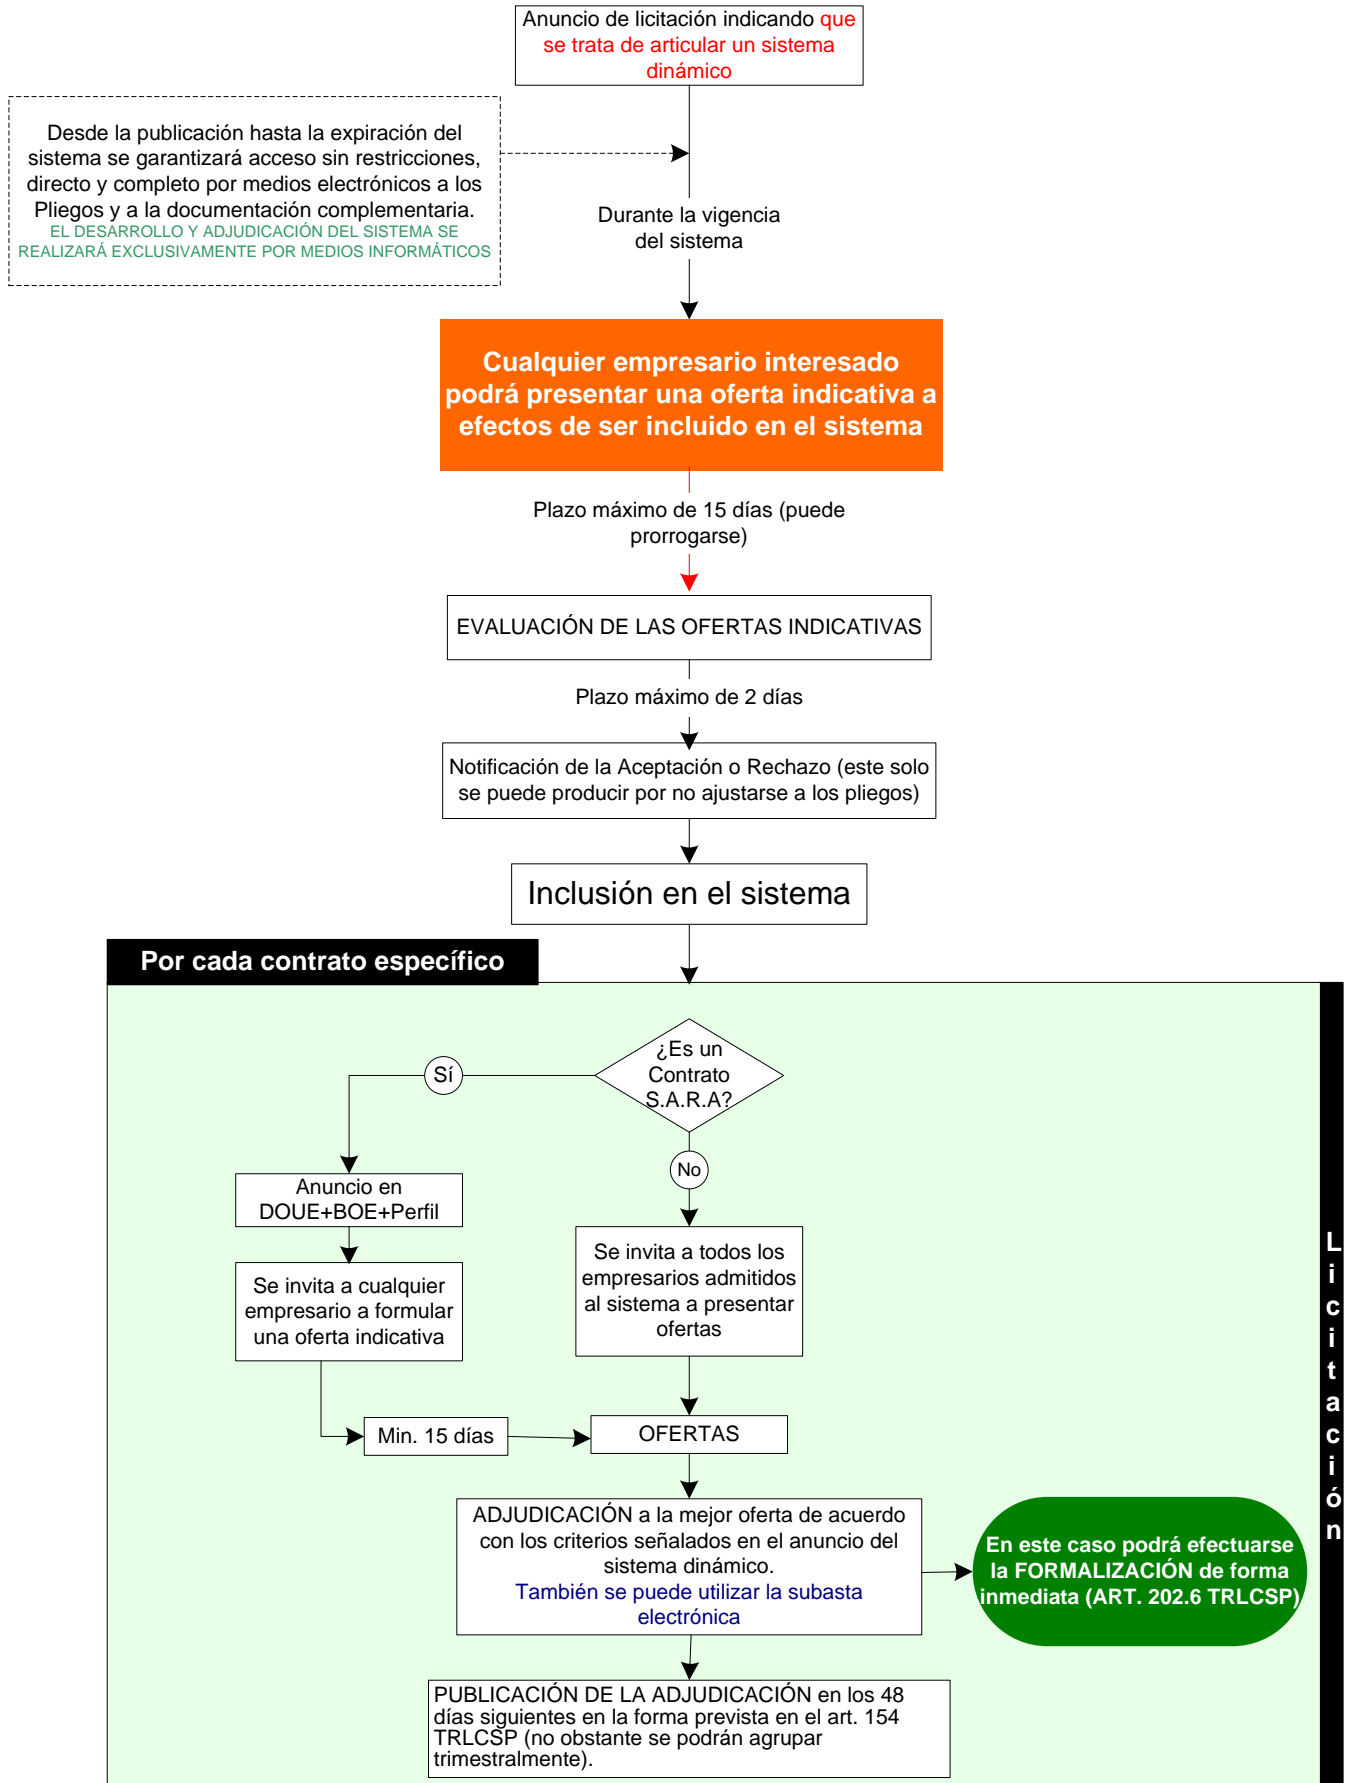 Anuncio de licitación indicando que
se trata de articular un sistema
dinámico
Desde la publicación hasta la expiración del
sistema se garantizará acceso sin restricciones,
directo y completo por medios electrónicos a los
Pliegos y a la documentación complementaria.
EL DESARROLLO Y ADJUDICACIÓN DEL SISTEMA SE
REALIZARÁ EXCLUSIVAMENTE POR MEDIOS INFORMÁTICOS
Durante la vigencia
del sistema
Cualquier empresario interesado
podrá presentar una oferta indicativa a
efectos de ser incluido en el sistema
Plazo máximo de 15 días (puede
prorrogarse)
EVALUACIÓN DE LAS OFERTAS INDICATIVAS
Plazo máximo de 2 días
Notificación de la Aceptación o Rechazo (este solo
se puede producir por no ajustarse a los pliegos)
Inclusión en el sistema
Por cada contrato específico
¿Es un
Contrato
S.A.R.A?
Sí
No
Anuncio en
DOUE+BOE+Perfil
Se invita a cualquier
empresario a formular
una oferta indicativa
Se invita a todos los
empresarios admitidos
al sistema a presentar
ofertas
Min. 15 días
OFERTAS
ADJUDICACIÓN a la mejor oferta de acuerdo
con los criterios señalados en el anuncio del
sistema dinámico.
También se puede utilizar la subasta
electrónica
En este caso podrá efectuarse
la FORMALIZACIÓN de forma
inmediata (ART. 202.6 TRLCSP)
PUBLICACIÓN DE LA ADJUDICACIÓN en los 48
días siguientes en la forma prevista en el art. 154
TRLCSP (no obstante se podrán agrupar
trimestralmente).
Licitación